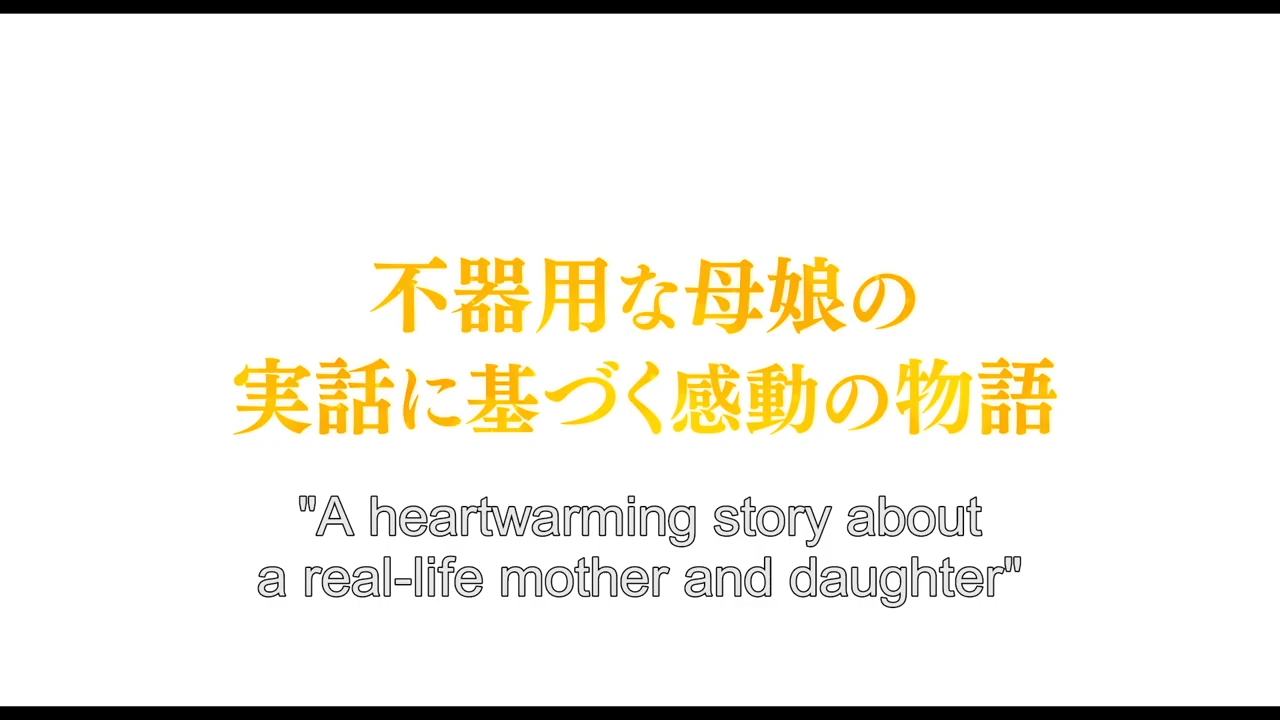 不器用な母娘の
実話に基づく感動の物語
"A heartwarming story about
a real-life mother and daughter"